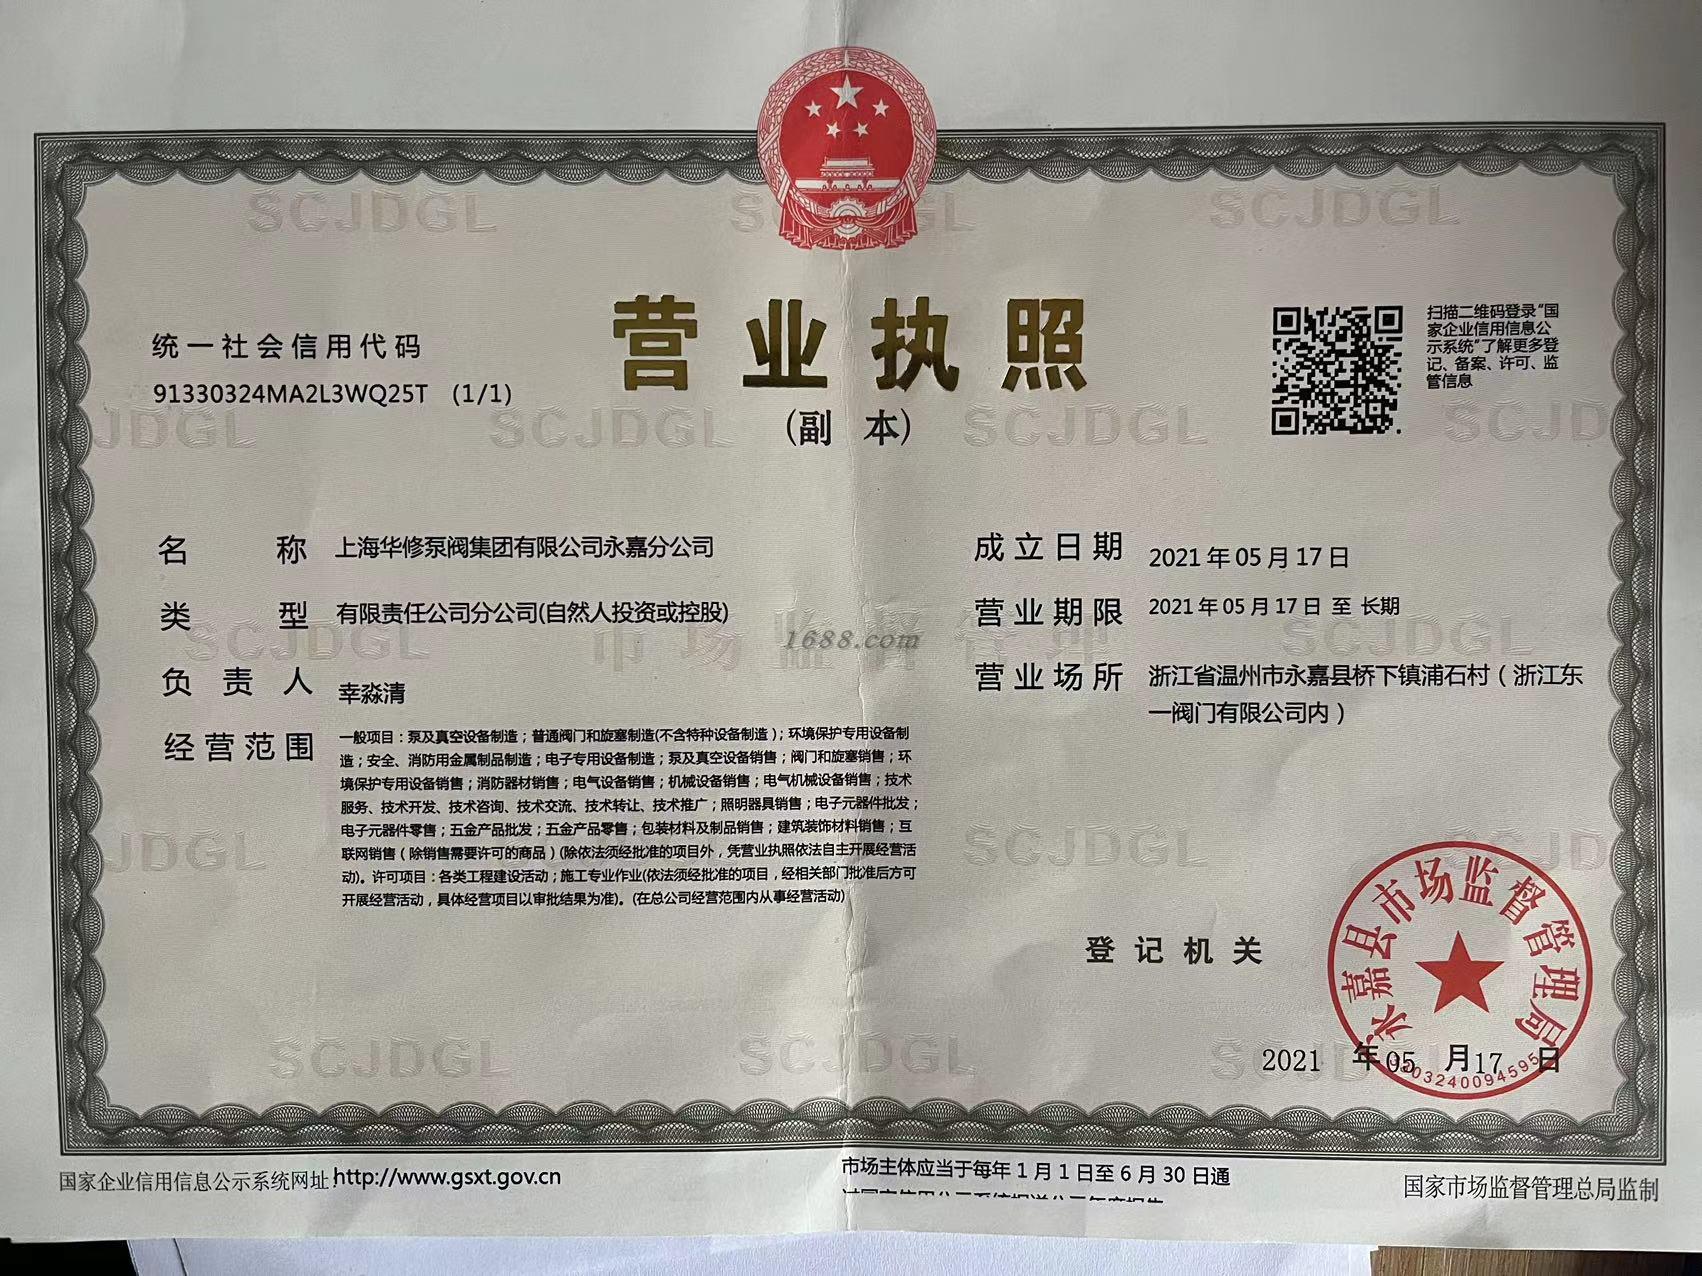 统一社会信用代码
91330324MA2L3WQ25T (1/1)
营业执照
(副 本)
扫描二维码登录“国
家企业信用信息公
示系统”了解更多登
记、备案、许可、监
管信息
名 称 上海华修泵阀集团有限公司永嘉分公司
类 型 有限责任公司分公司(自然人投资或控股)
负责人 幸淼清
经营范围 一般项目：泵及真空设备制造；普通阀门和旋塞制造(不含特种设备制造)；环境保护专用设备制
造；安全、消防用金属制品制造；电子专用设备制造；泵及真空设备销售；阀门和旋塞销售；环
境保护专用设备销售；消防器材销售；电气设备销售；机械设备销售；电气机械设备销售；技术
服务、技术开发、技术咨询、技术交流、技术转让、技术推广；照明器具销售；电子元器件批发；
电子元器件零售；五金产品批发；五金产品零售；包装材料及制品销售；建筑装饰材料销售；互
联网销售（除销售需要许可的商品）(除依法须经批准的项目外，凭营业执照依法自主开展经营活
动)。许可项目：各类工程建设活动；施工专业作业(依法须经批准的项目，经相关部门批准后方可
开展经营活动，具体经营项目以审批结果为准)。(在总公司经营范围内从事经营活动)
成立日期 2021年05月17日
营业期限 2021年05月17日 至 长期
营业场所 浙江省温州市永嘉县桥下镇浦石村（浙江东
一阀门有限公司内）
1688.com
市场监督管理
SCJDGL
登记机关
永嘉县市场监督管理局
3303240094595
2021 年05 月17 日
国家企业信用信息公示系统网址:http://www.gsxt.gov.cn
市场主体应当于每年1月1日至6月30日通
国家市场监督管理总局监制